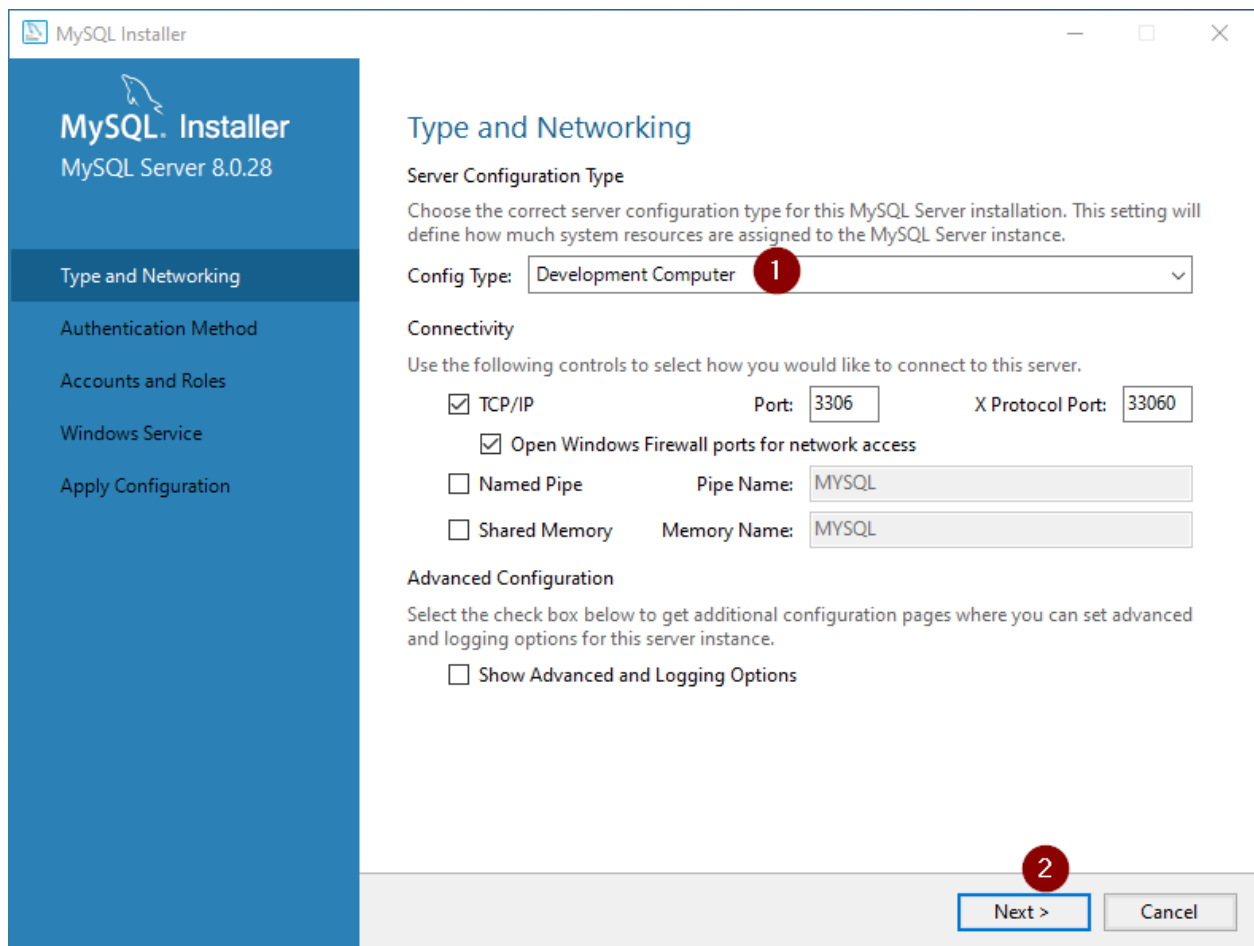 MySQL Installer
MySQL. Installer
MySQL Server 8.0.28
Type and Networking
Authentication Method
Accounts and Roles
Windows Service
Apply Configuration
Type and Networking
Server Configuration Type
Choose the correct server configuration type for this MySQL Server installation. This setting will
define how much system resources are assigned to the MySQL Server instance.
Config Type: Development Computer 1
Connectivity
Use the following controls to select how you would like to connect to this server.
TCP/IP Port: 3306 X Protocol Port: 33060
Open Windows Firewall ports for network access
Named Pipe Pipe Name: MYSQL
Shared Memory Memory Name: MYSQL
Advanced Configuration
Select the check box below to get additional configuration pages where you can set advanced
and logging options for this server instance.
Show Advanced and Logging Options
2
Next > Cancel